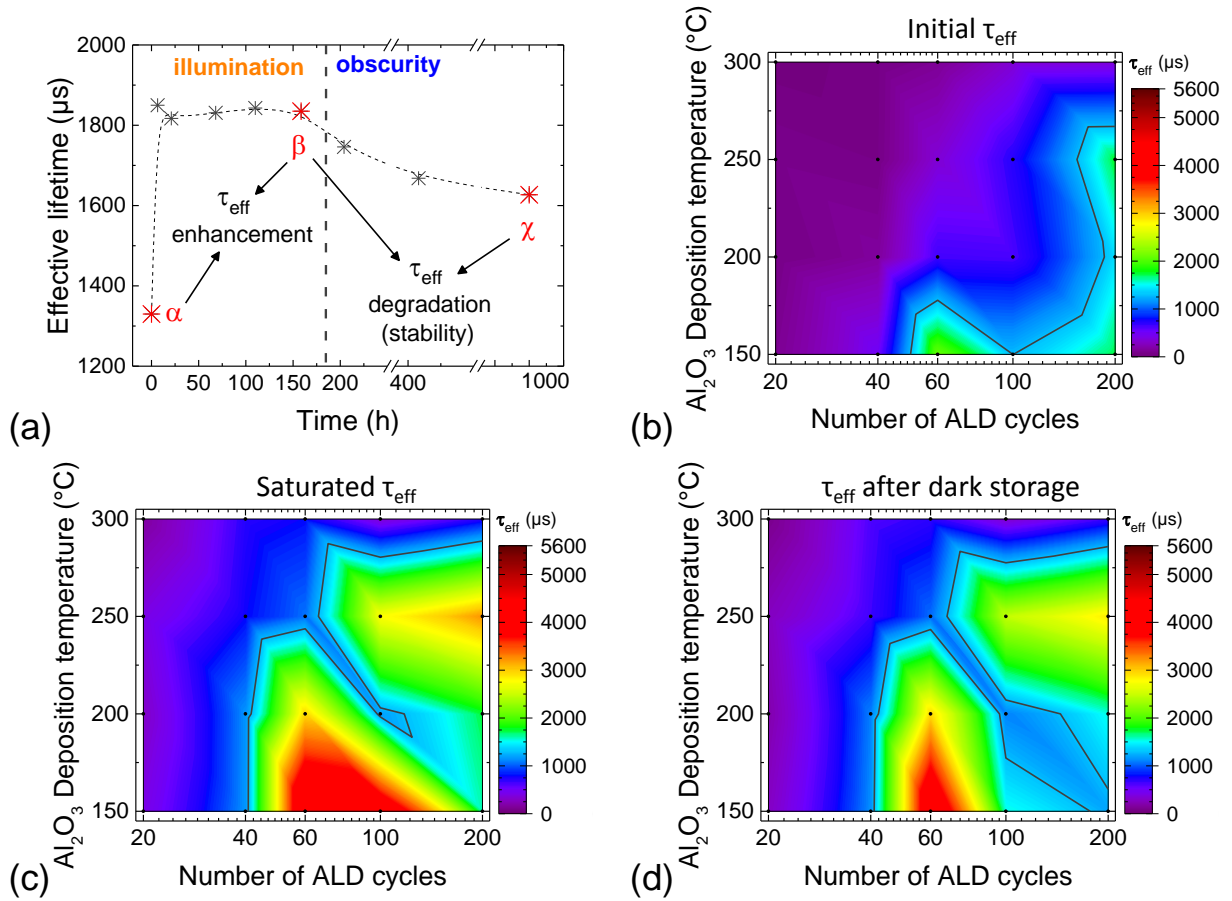 2000
1800
1600
1400
1200
Effective lifetime (µs)
illumination
obscurity
β
τeff
enhancement
α
χ
τeff
degradation
(stability)
0 50 100 150 200 400 1000
Time (h)
(a)
Initial τeff
Al2O3 Deposition temperature (°C)
300
250
200
150
20 40 60 100 200
Number of ALD cycles
τeff (µs)
5600
5000
4000
3000
2000
1000
0
(b)
Saturated τeff
Al2O3 Deposition temperature (°C)
300
250
200
150
20 40 60 100 200
Number of ALD cycles
τeff (µs)
5600
5000
4000
3000
2000
1000
0
(c)
τeff after dark storage
Al2O3 Deposition temperature (°C)
300
250
200
150
20 40 60 100 200
Number of ALD cycles
τeff (µs)
5600
5000
4000
3000
2000
1000
0
(d)